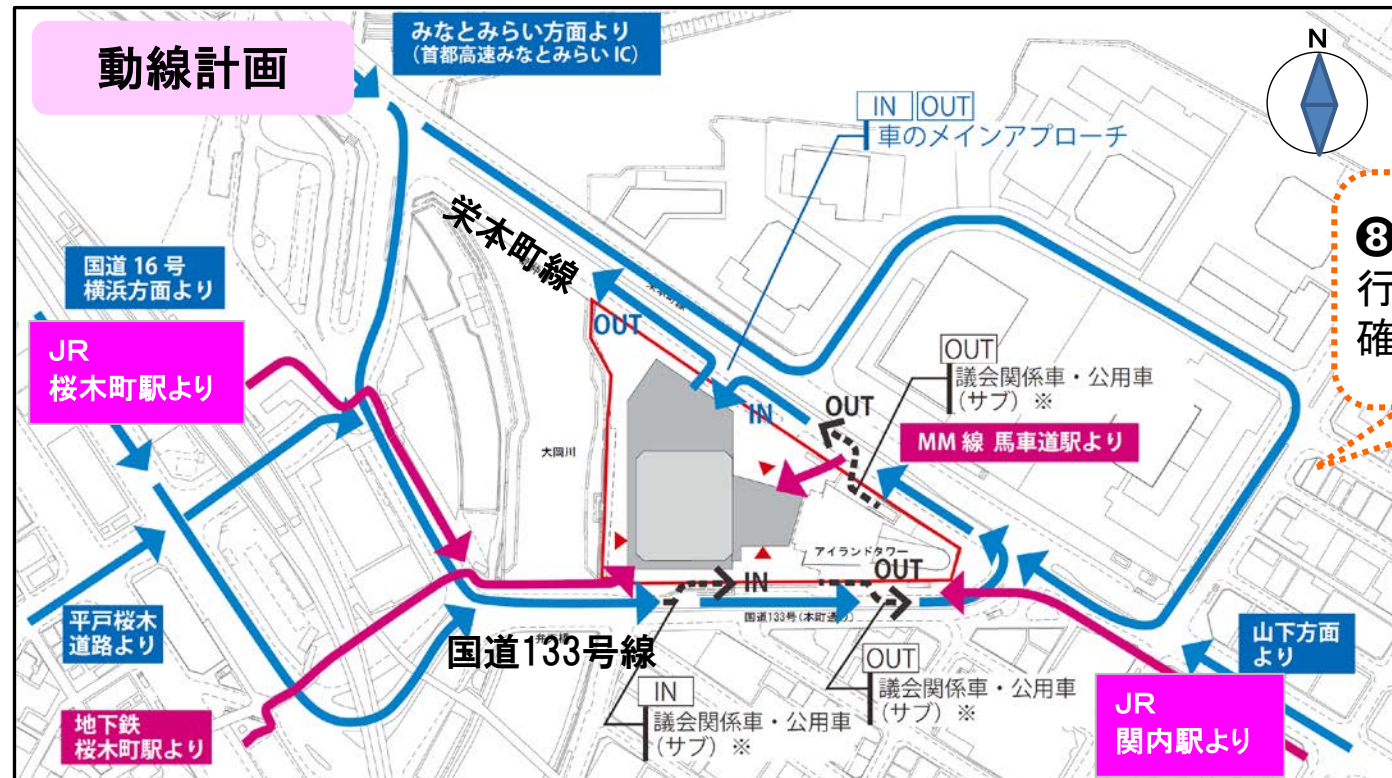 動線計画
みなとみらい方面より
(首都高速みなとみらい IC)
N
IN OUT
車のメインアプローチ
❽
行
確
栄本町線
国道 16 号
横浜方面より
JR
桜木町駅より
OUT
IN
OUT
議会関係車・公用車
(サブ) ※
OUT
MM 線 馬車道駅より
大岡川
アイランドタワー
IN
OUT
国道133号(本町通り)
平戸桜木
道路より
国道133号線
山下方面
より
IN
議会関係車・公用車
(サブ) ※
OUT
議会関係車・公用車
(サブ) ※
地下鉄
桜木町駅より
JR
関内駅より